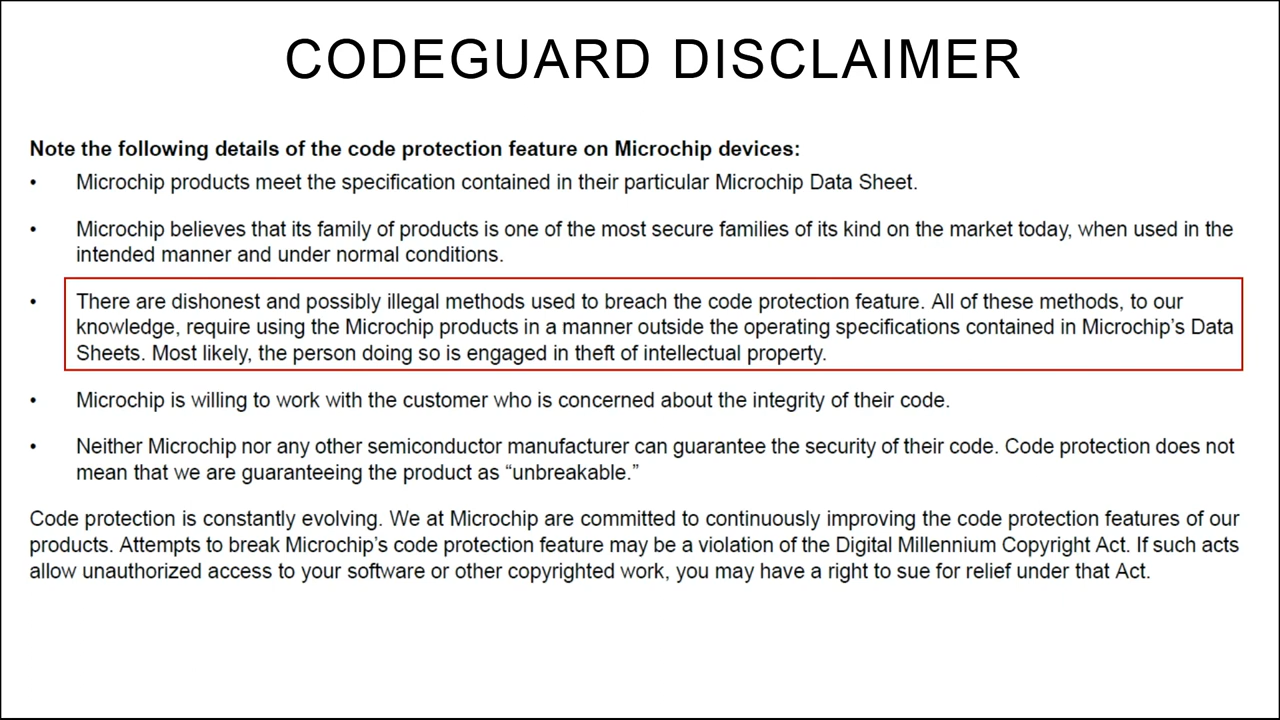 CODEGUARD DISCLAIMER
Note the following details of the code protection feature on Microchip devices:
• Microchip products meet the specification contained in their particular Microchip Data Sheet.
• Microchip believes that its family of products is one of the most secure families of its kind on the market today, when used in the
intended manner and under normal conditions.
• There are dishonest and possibly illegal methods used to breach the code protection feature. All of these methods, to our
knowledge, require using the Microchip products in a manner outside the operating specifications contained in Microchip's Data
Sheets. Most likely, the person doing so is engaged in theft of intellectual property.
• Microchip is willing to work with the customer who is concerned about the integrity of their code.
• Neither Microchip nor any other semiconductor manufacturer can guarantee the security of their code. Code protection does not
mean that we are guaranteeing the product as “unbreakable.”
Code protection is constantly evolving. We at Microchip are committed to continuously improving the code protection features of our
products. Attempts to break Microchip's code protection feature may be a violation of the Digital Millennium Copyright Act. If such acts
allow unauthorized access to your software or other copyrighted work, you may have a right to sue for relief under that Act.